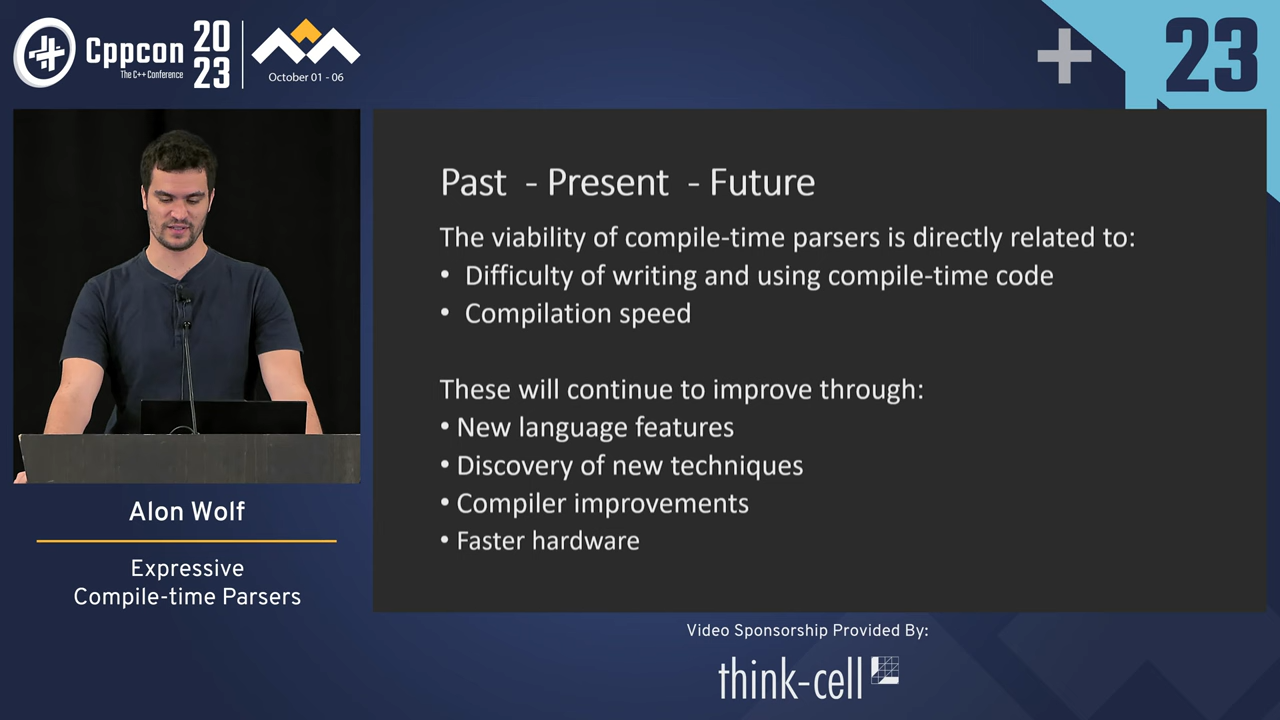 Cppcon
The C++ Conference
20
23
October 01 - 06
23
Past - Present - Future
The viability of compile-time parsers is directly related to:
• Difficulty of writing and using compile-time code
• Compilation speed
These will continue to improve through:
• New language features
• Discovery of new techniques
• Compiler improvements
• Faster hardware
Alon Wolf
Expressive
Compile-time Parsers
Video Sponsorship Provided By:
think-cell